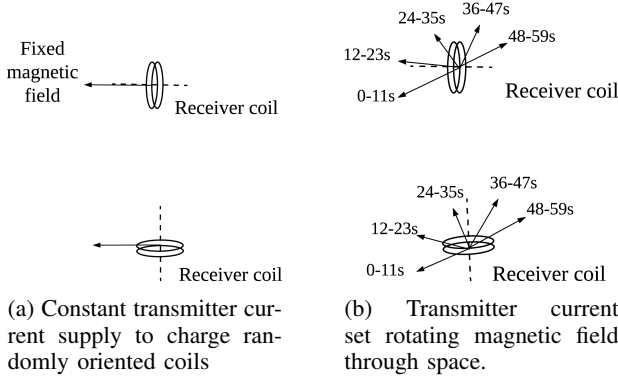 Fixed
magnetic
field
Receiver coil
24-35s
36-47s
48-59s
12-23s
0-11s
Receiver coil
Receiver coil
24-35s
36-47s
48-59s
12-23s
0-11s
Receiver coil
(a) Constant transmitter cur-
rent supply to charge ran-
domly oriented coils
(b) Transmitter current
set rotating magnetic field
through space.